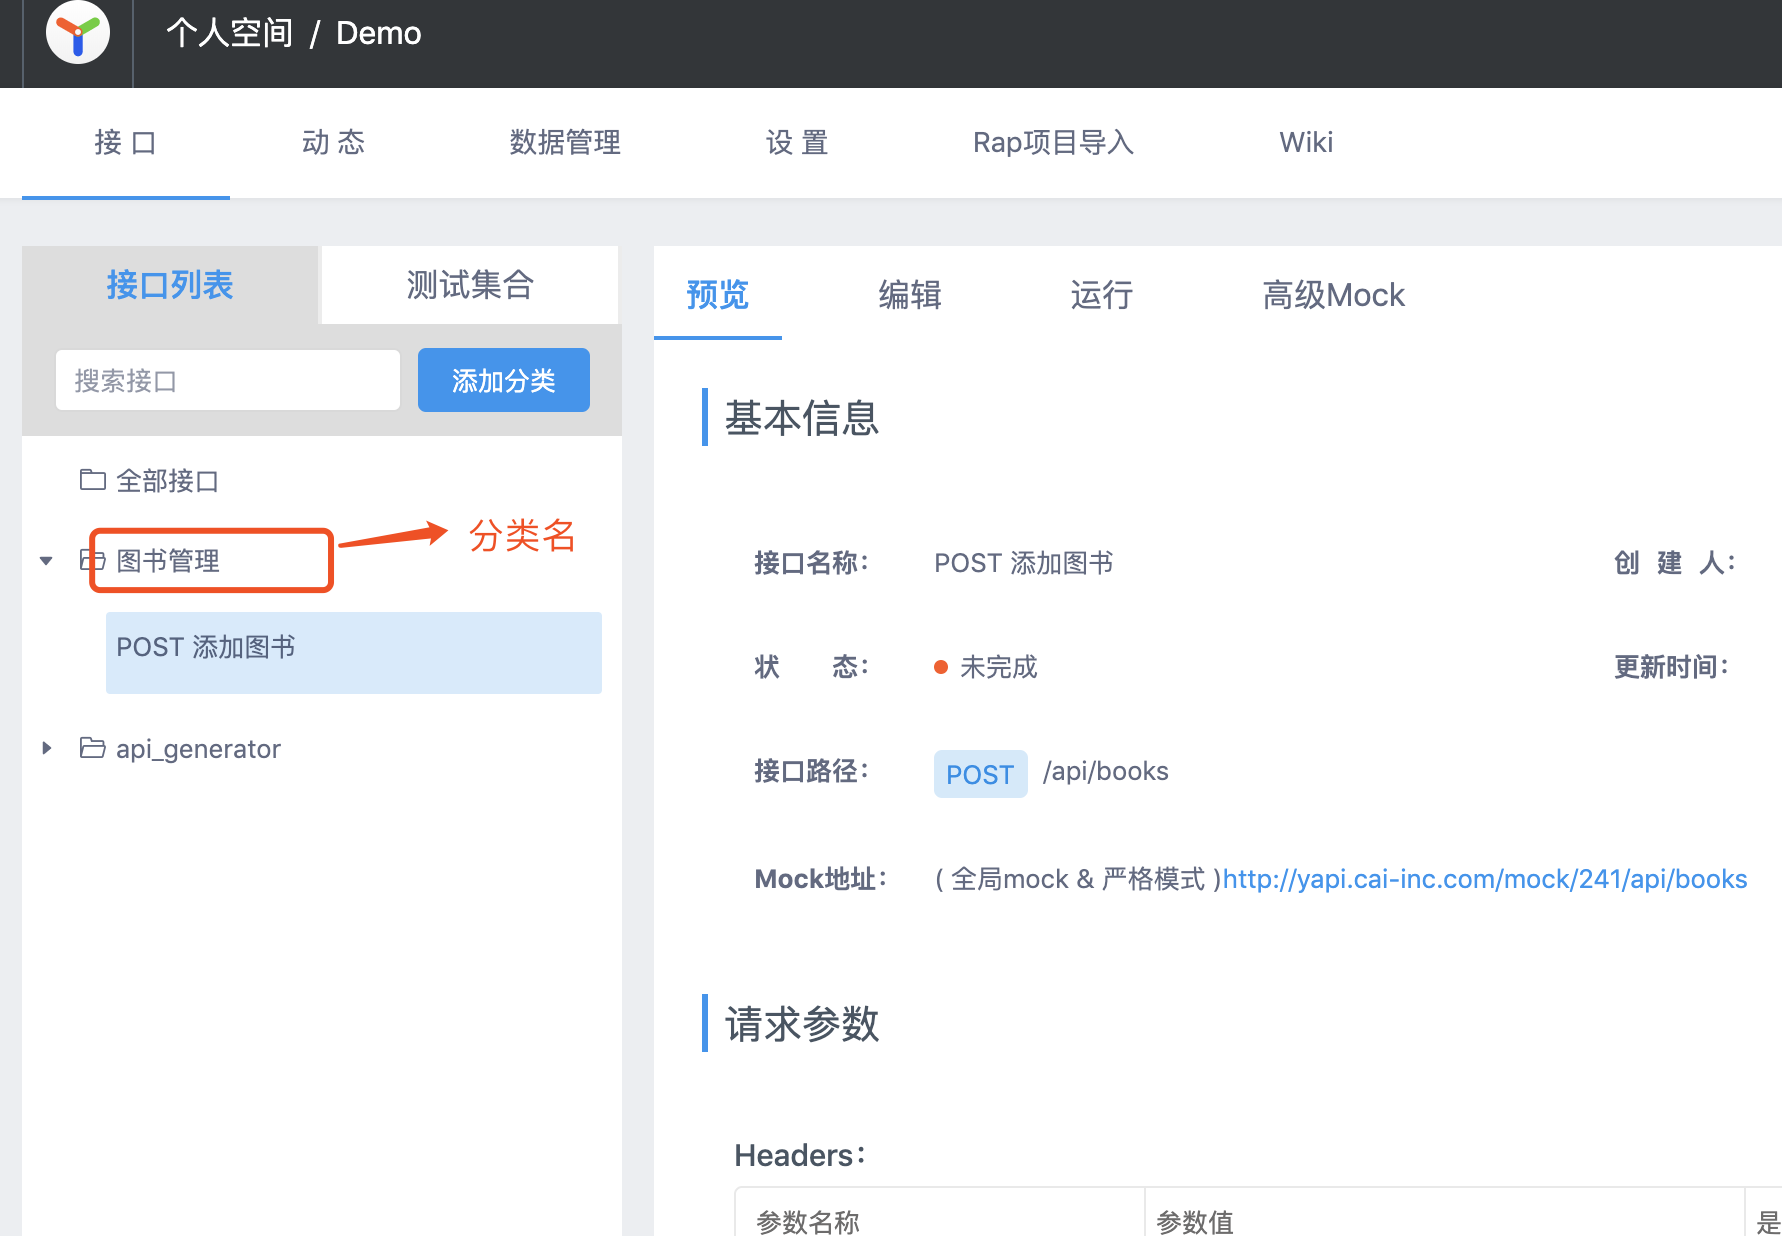 个人空间 / Demo
接 口 动 态 数据管理 设 置 Rap项目导入 Wiki
接口列表 测试集合
搜索接口 添加分类
全部接口
图书管理 分类名
POST 添加图书
api_generator
预览 编辑 运行 高级Mock
基本信息
接口名称： POST 添加图书 创 建 人：
状 态： 未完成 更新时间：
接口路径： POST /api/books
Mock地址： ( 全局mock & 严格模式 )http://yapi.cai-inc.com/mock/241/api/books
请求参数
Headers：
参数名称 参数值 是